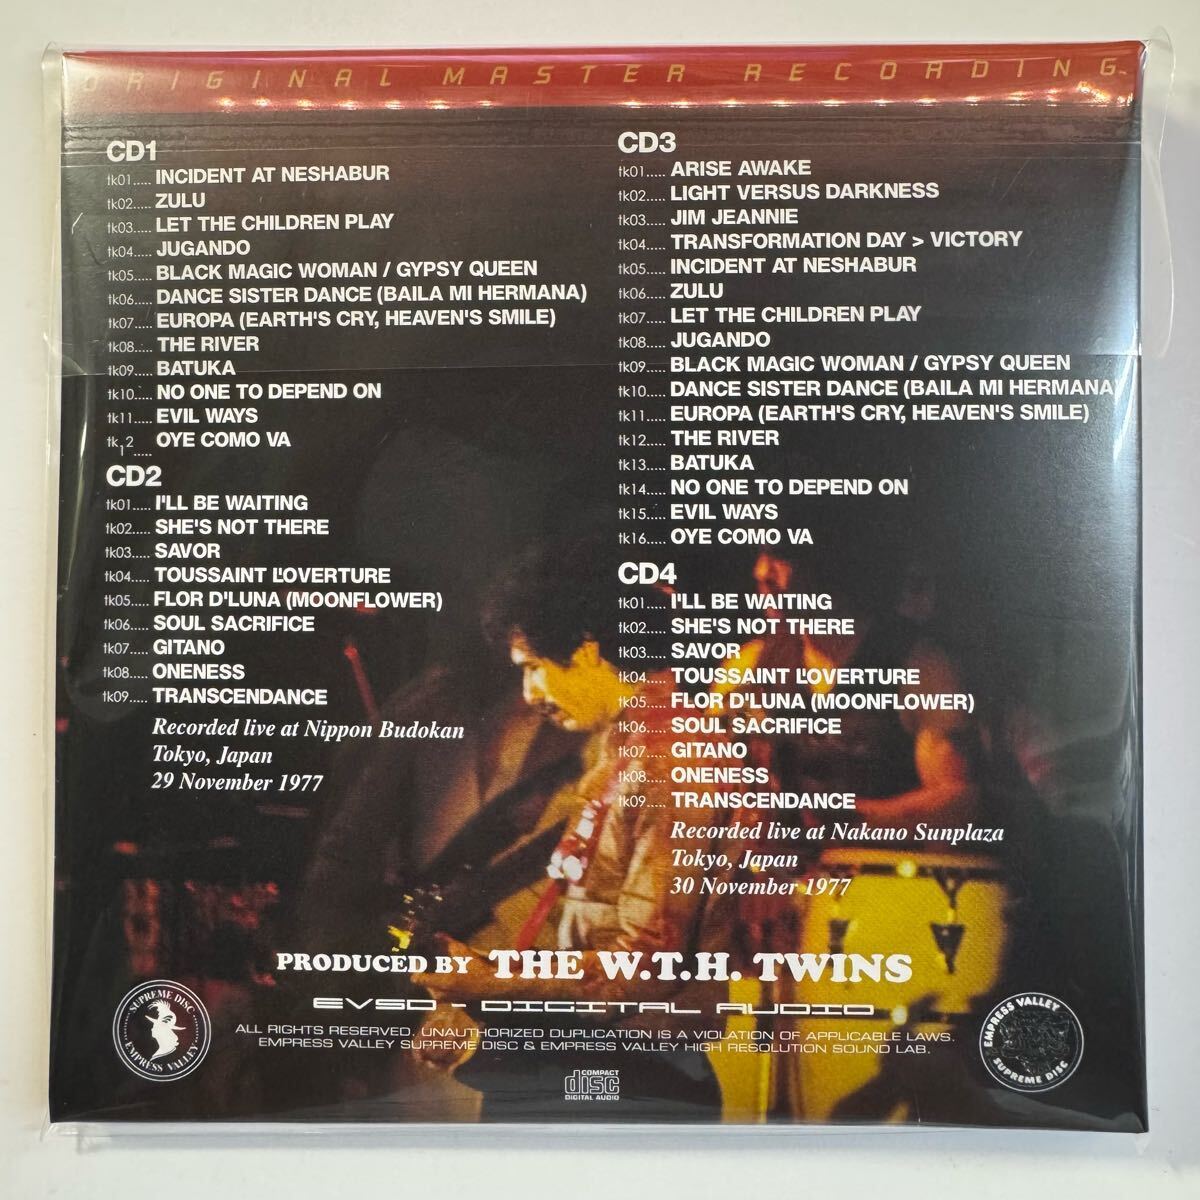 ORIGINAL MASTER RECORDING™
CD1
tk01.....INCIDENT AT NESHABUR
tk02.....ZULU
tk03.....LET THE CHILDREN PLAY
tk04.....JUGANDO
tk05.....BLACK MAGIC WOMAN / GYPSY QUEEN
tk06.....DANCE SISTER DANCE (BAILA MI HERMANA)
tk07.....EUROPA (EARTH'S CRY, HEAVEN'S SMILE)
tk08.....THE RIVER
tk09.....BATUKA
tk10.....NO ONE TO DEPEND ON
tk11.....EVIL WAYS
tk12.....OYE COMO VA
CD2
tk01.....I'LL BE WAITING
tk02.....SHE'S NOT THERE
tk03.....SAVOR
tk04.....TOUSSAINT L'OVERTURE
tk05.....FLOR D'LUNA (MOONFLOWER)
tk06.....SOUL SACRIFICE
tk07.....GITANO
tk08.....ONENESS
tk09.....TRANSCENDANCE
Recorded live at Nippon Budokan
Tokyo, Japan
29 November 1977
CD3
tk01.....ARISE AWAKE
tk02.....LIGHT VERSUS DARKNESS
tk03.....JIM JEANNIE
tk04.....TRANSFORMATION DAY > VICTORY
tk05.....INCIDENT AT NESHABUR
tk06.....ZULU
tk07.....LET THE CHILDREN PLAY
tk08.....JUGANDO
tk09.....BLACK MAGIC WOMAN / GYPSY QUEEN
tk10.....DANCE SISTER DANCE (BAILA MI HERMANA)
tk11.....EUROPA (EARTH'S CRY, HEAVEN'S SMILE)
tk12.....THE RIVER
tk13.....BATUKA
tk14.....NO ONE TO DEPEND ON
tk15.....EVIL WAYS
tk16.....OYE COMO VA
CD4
tk01.....I'LL BE WAITING
tk02.....SHE'S NOT THERE
tk03.....SAVOR
tk04.....TOUSSAINT L'OVERTURE
tk05.....FLOR D'LUNA (MOONFLOWER)
tk06.....SOUL SACRIFICE
tk07.....GITANO
tk08.....ONENESS
tk09.....TRANSCENDANCE
Recorded live at Nakano Sunplaza
Tokyo, Japan
30 November 1977
PRODUCED BY THE W.T.H. TWINS
EVSD - DIGITAL AUDIO
ALL RIGHTS RESERVED. UNAUTHORIZED DUPLICATION IS A VIOLATION OF APPLICABLE LAWS.
EMPRESS VALLEY SUPREME DISC & EMPRESS VALLEY HIGH RESOLUTION SOUND LAB.
SUPREME DISC
EMPRESS VALLEY
EMPRESS VALLEY
SUPREME DISC
COMPACT
disc
DIGITAL AUDIO